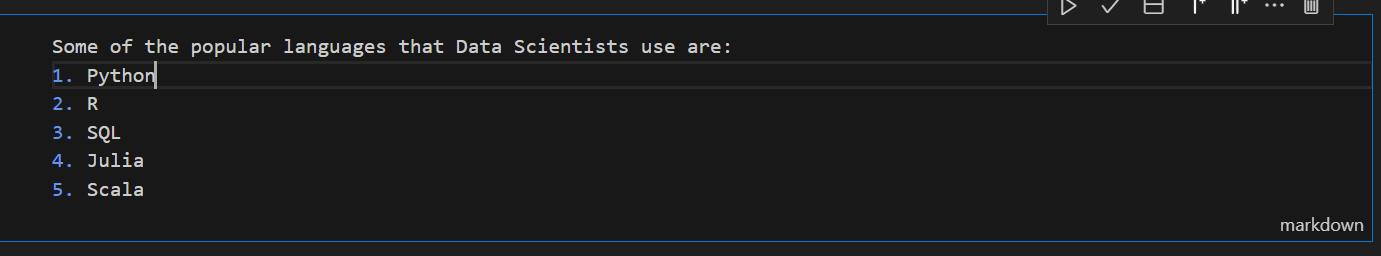 Some of the popular languages that Data Scientists use are:
1. Python
2. R
3. SQL
4. Julia
5. Scala
markdown